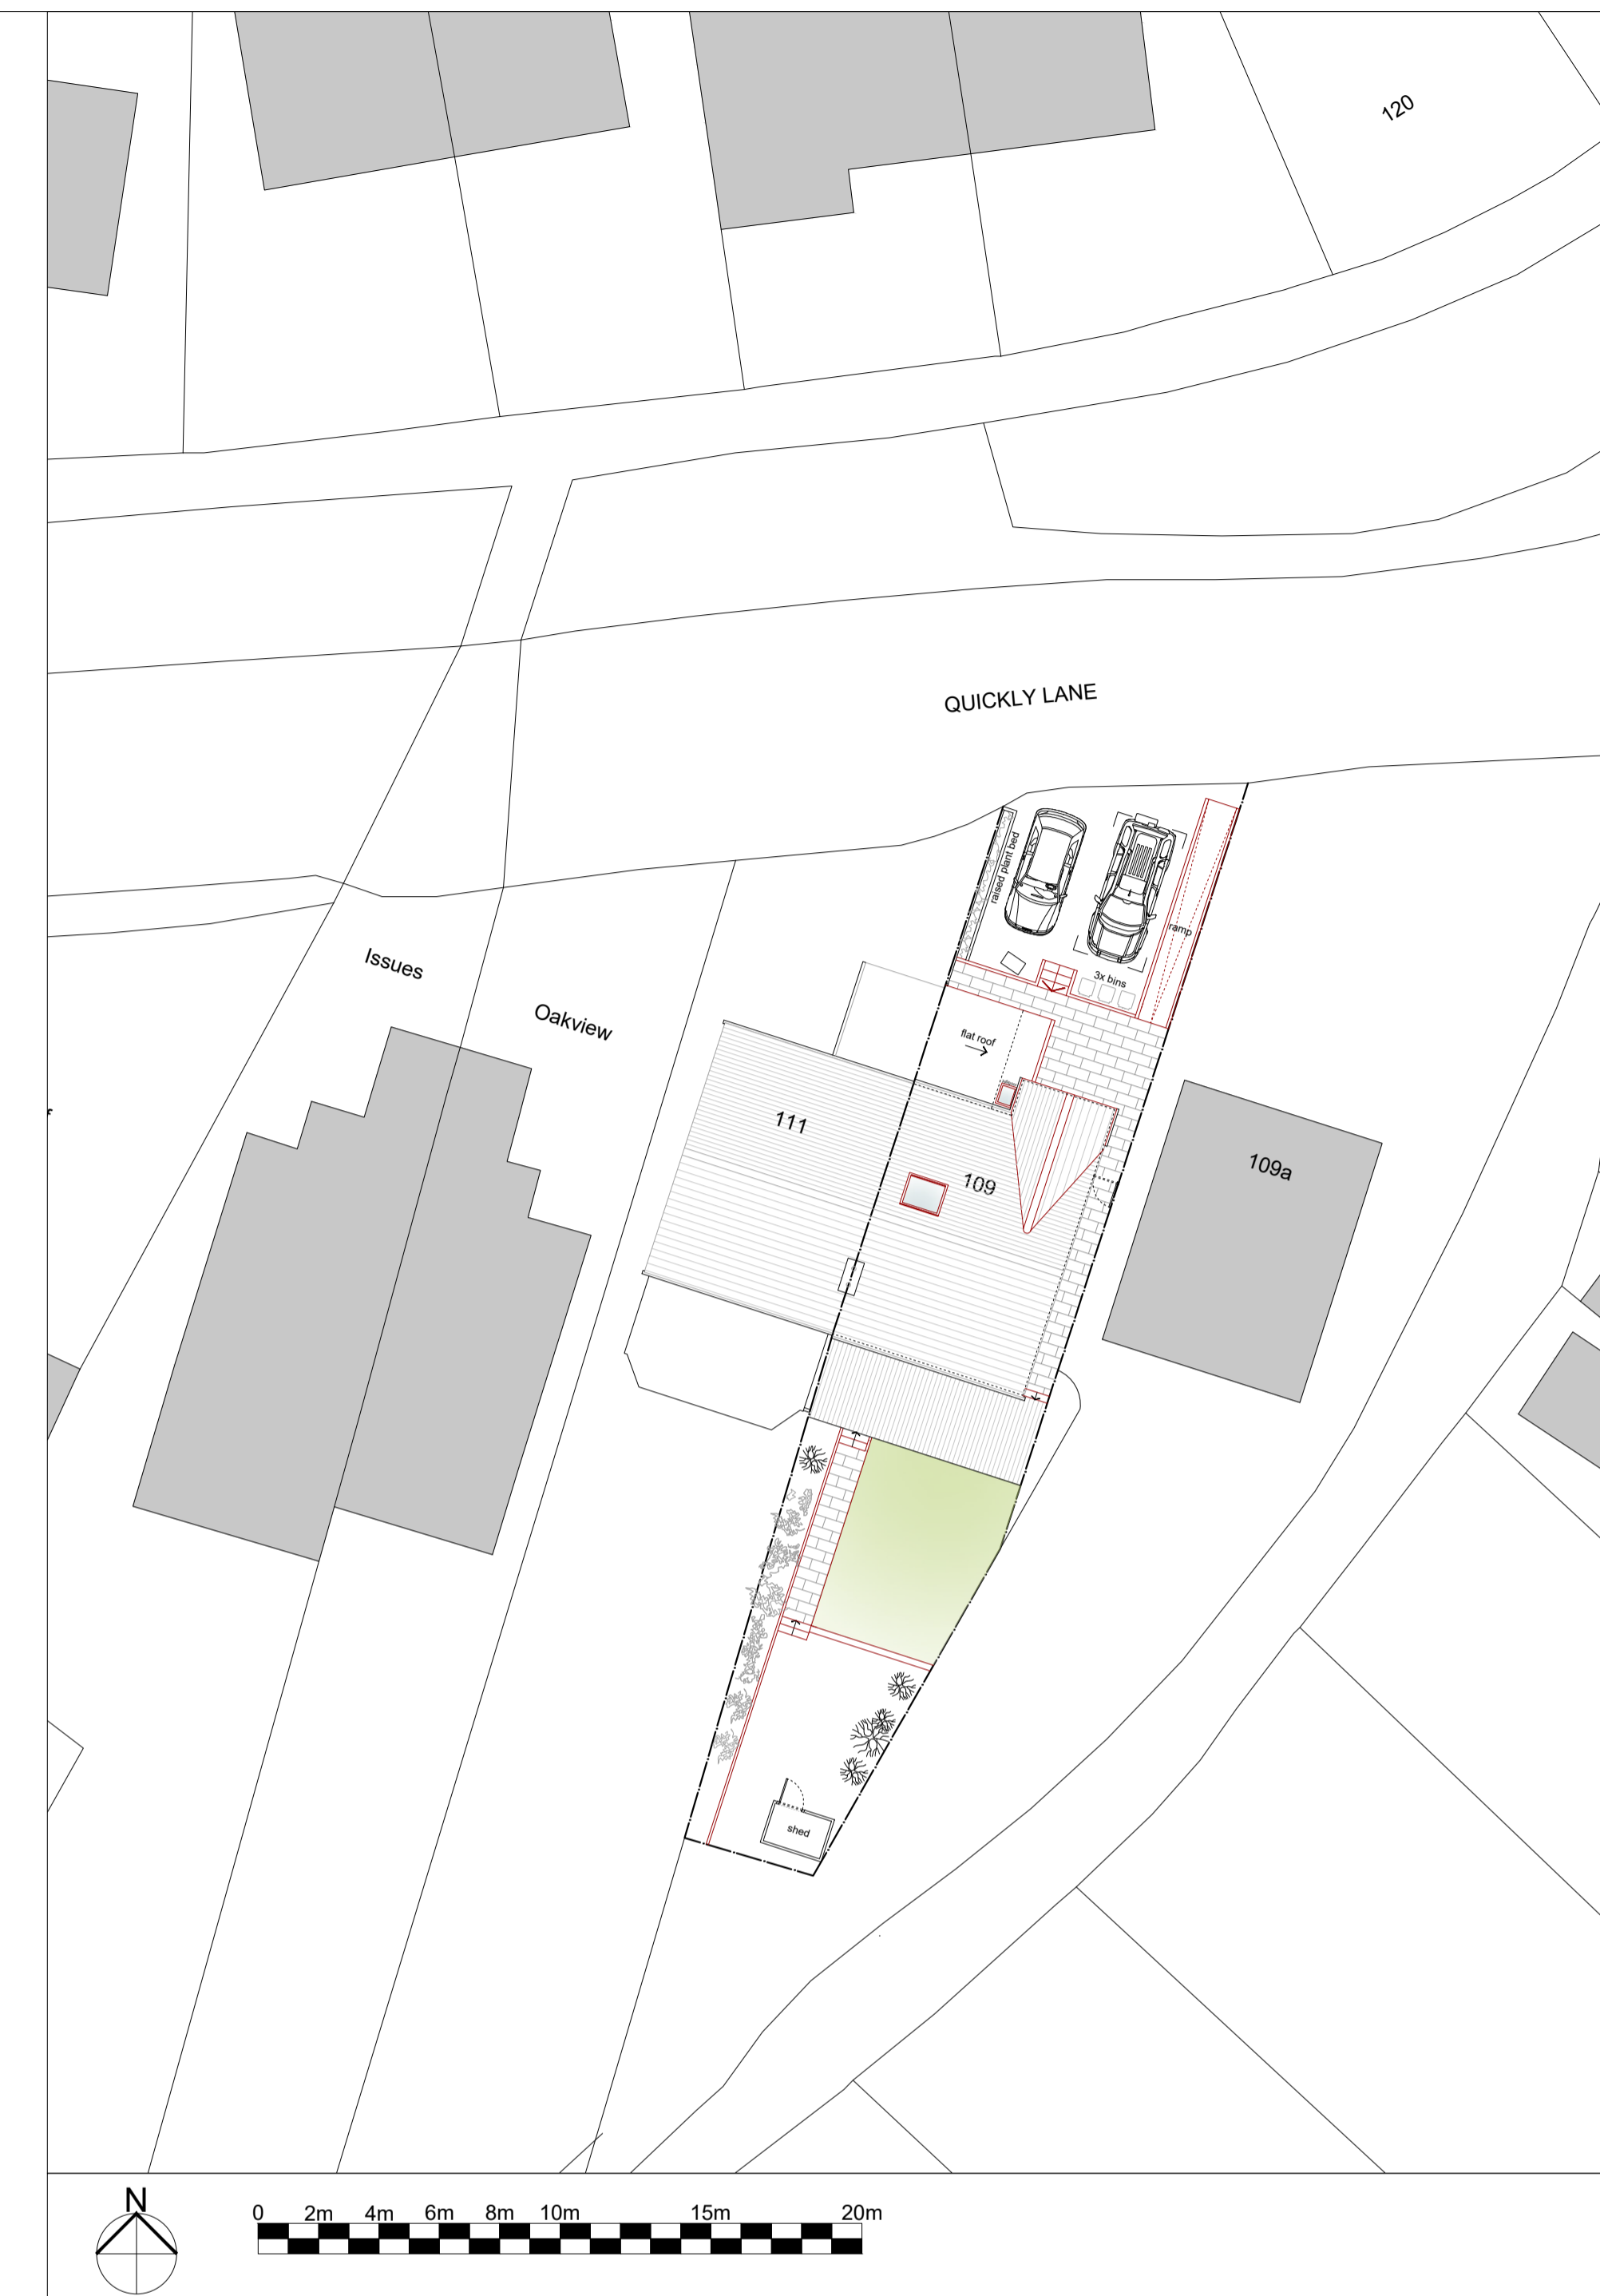 120
QUICKLY LANE
raised plant bed
ramp
3x bins
Issues
Oakview
flat roof
111
109
109a
shed
N
0 2m 4m 6m 8m 10m 15m 20m